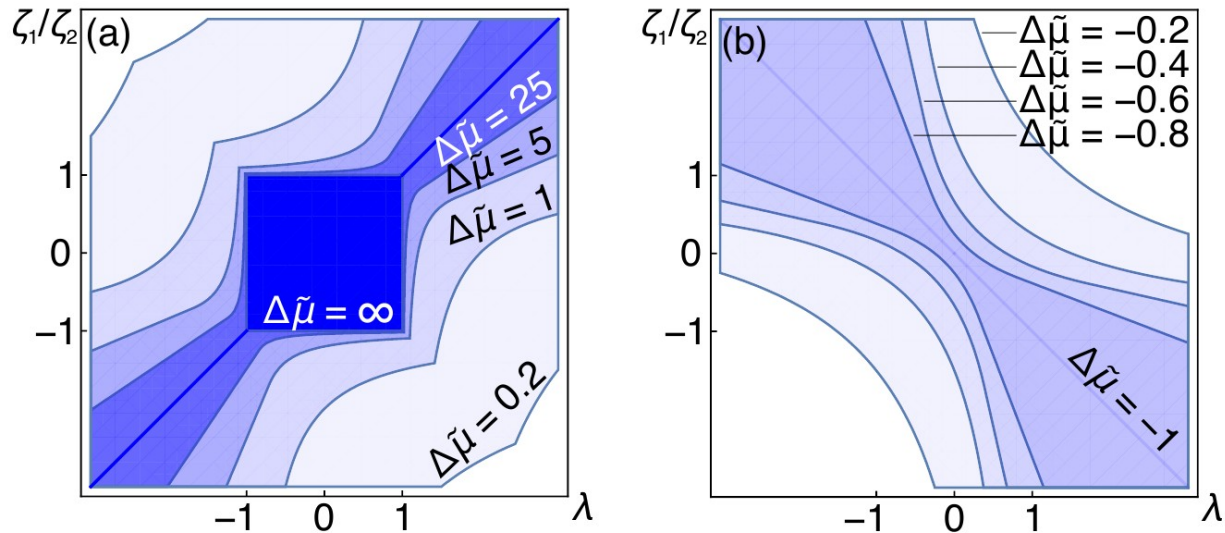 ζ₁/ζ₂
(a)
Δμ̃ = 25
Δμ̃ = 5
Δμ̃ = 1
Δμ̃ = ∞
Δμ̃ = 0.2
1
0
−1
−1
0
1
λ
ζ₁/ζ₂
(b)
Δμ̃ = −0.2
Δμ̃ = −0.4
Δμ̃ = −0.6
Δμ̃ = −0.8
Δμ̃ = −1
1
0
−1
−1
0
1
λ